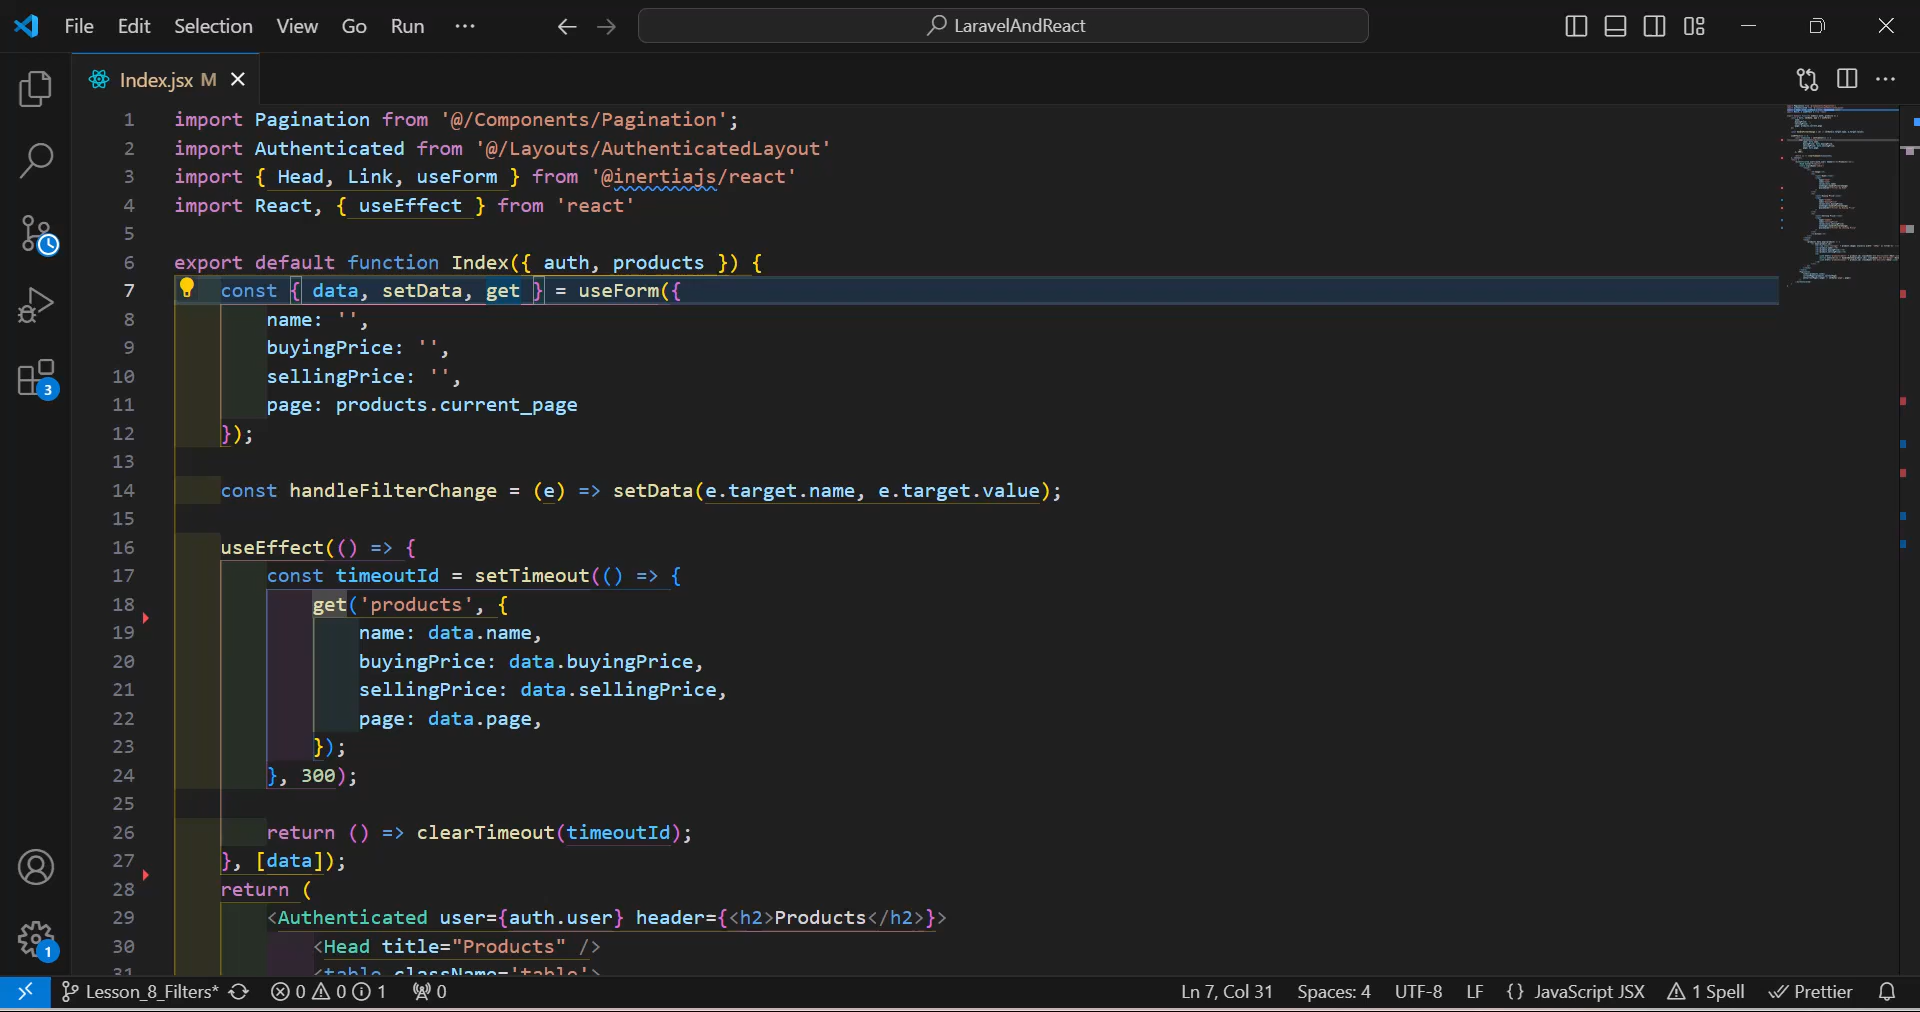 File Edit Selection View Go Run ··· LaravelAndReact
Index.jsx M
1 import Pagination from '@/Components/Pagination';
2 import Authenticated from '@/Layouts/AuthenticatedLayout'
3 import { Head, Link, useForm } from '@inertiajs/react'
4 import React, { useEffect } from 'react'
5
6 export default function Index({ auth, products }) {
7 const { data, setData, get } = useForm({
8 name: '',
9 buyingPrice: '',
10 sellingPrice: '',
11 page: products.current_page
12 });
13
14 const handleFilterChange = (e) => setData(e.target.name, e.target.value);
15
16 useEffect(() => {
17 const timeoutId = setTimeout(() => {
18 get('products', {
19 name: data.name,
20 buyingPrice: data.buyingPrice,
21 sellingPrice: data.sellingPrice,
22 page: data.page,
23 });
24 }, 300);
25
26 return () => clearTimeout(timeoutId);
27 }, [data]);
28 return (
29 <Authenticated user={auth.user} header={<h2>Products</h2>}>
30 <Head title="Products" />
31 <table className='table'>
3
1
Lesson_8_Filters* 0 0 1 0 Ln 7, Col 31 Spaces: 4 UTF-8 LF {} JavaScript JSX 1 Spell Prettier